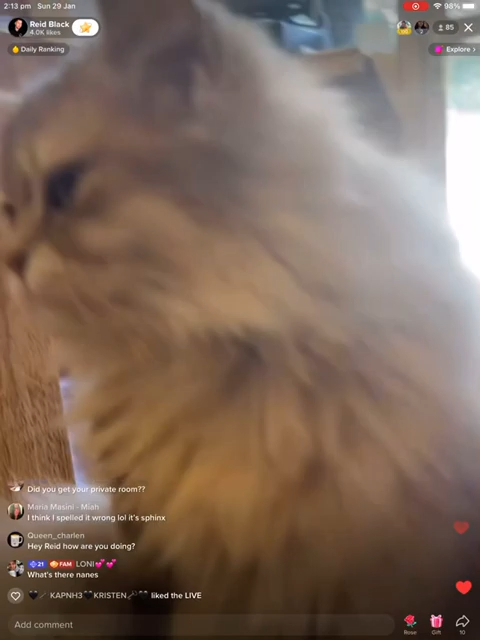 2:13 pm Sun 29 Jan 98%
Reid Black
4.0K likes
85
Daily Ranking
Explore >
Did you get your private room??
Maria Masini - Miah
I think I spelled it wrong lol it's sphinx
Queen_charlen
Hey Reid how are you doing?
21 FAM LONI💕💕
What's there nanes
KAPNH3🖤KRISTEN🖤 liked the LIVE
Add comment
Rose
Gift
10